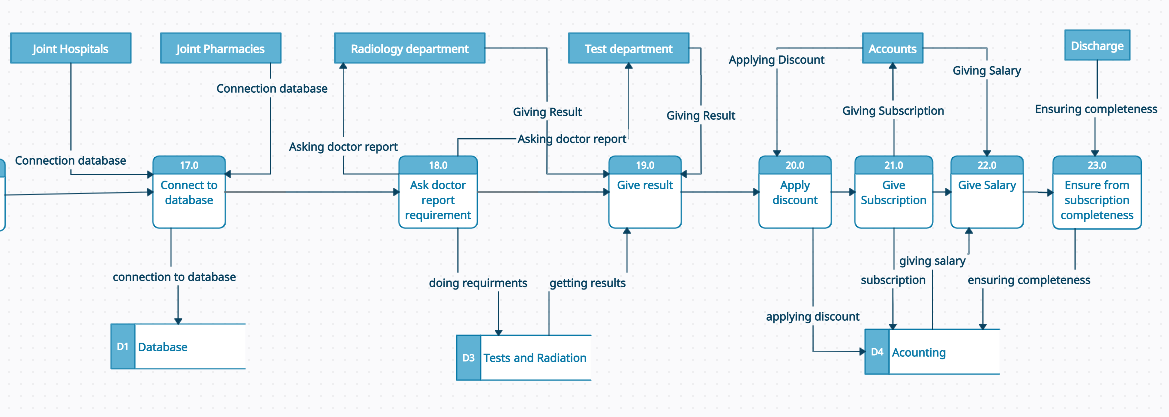 Joint Hospitals
Joint Pharmacies
Radiology department
Test department
Accounts
Discharge
Applying Discount
Giving Salary
Connection database
Giving Result
Giving Result
Giving Subscription
Ensuring completeness
Asking doctor report
Asking doctor report
Connection database
17.0
Connect to
database
18.0
Ask doctor
report
requirement
19.0
Give result
20.0
Apply
discount
21.0
Give
Subscription
22.0
Give Salary
23.0
Ensure from
subscription
completeness
connection to database
doing requirments
getting results
giving salary
subscription
ensuring completeness
applying discount
D1
Database
D3
Tests and Radiation
D4
Acounting